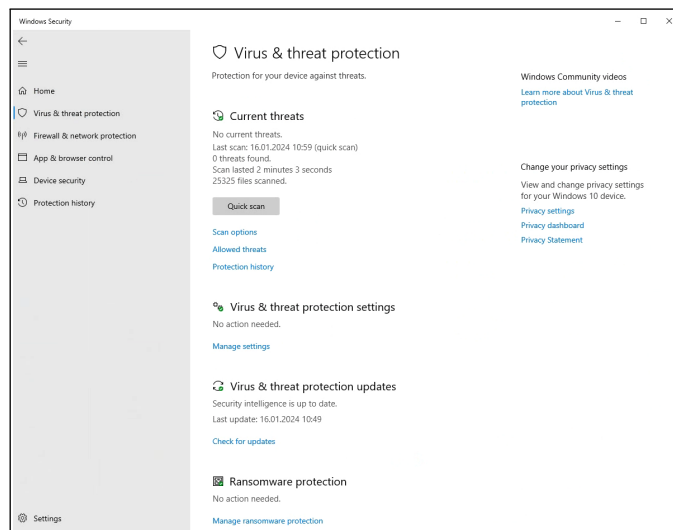 Windows Security
Home
Virus & threat protection
Firewall & network protection
App & browser control
Device security
Protection history
Settings
Virus & threat protection
Protection for your device against threats.
Current threats
No current threats.
Last scan: 16.01.2024 10:59 (quick scan)
0 threats found.
Scan lasted 2 minutes 3 seconds
25325 files scanned.
Quick scan
Scan options
Allowed threats
Protection history
Virus & threat protection settings
No action needed.
Manage settings
Virus & threat protection updates
Security intelligence is up to date.
Last update: 16.01.2024 10:49
Check for updates
Ransomware protection
No action needed.
Manage ransomware protection
Windows Community videos
Learn more about Virus & threat
protection
Change your privacy settings
View and change privacy settings
for your Windows 10 device.
Privacy settings
Privacy dashboard
Privacy Statement